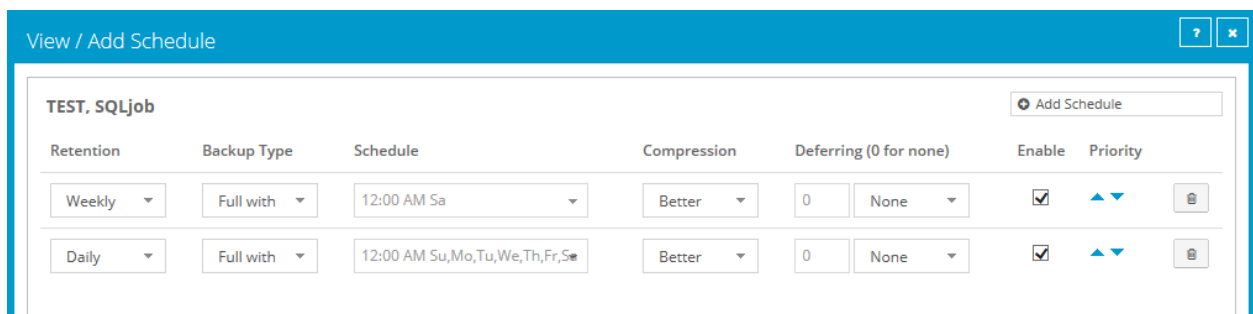 View / Add Schedule ? ×
TEST, SQLjob Add Schedule
Retention Backup Type Schedule Compression Deferring (0 for none) Enable Priority
Weekly Full with 12:00 AM Sa Better 0 None
Daily Full with 12:00 AM Su,Mo,Tu,We,Th,Fr,Sa Better 0 None